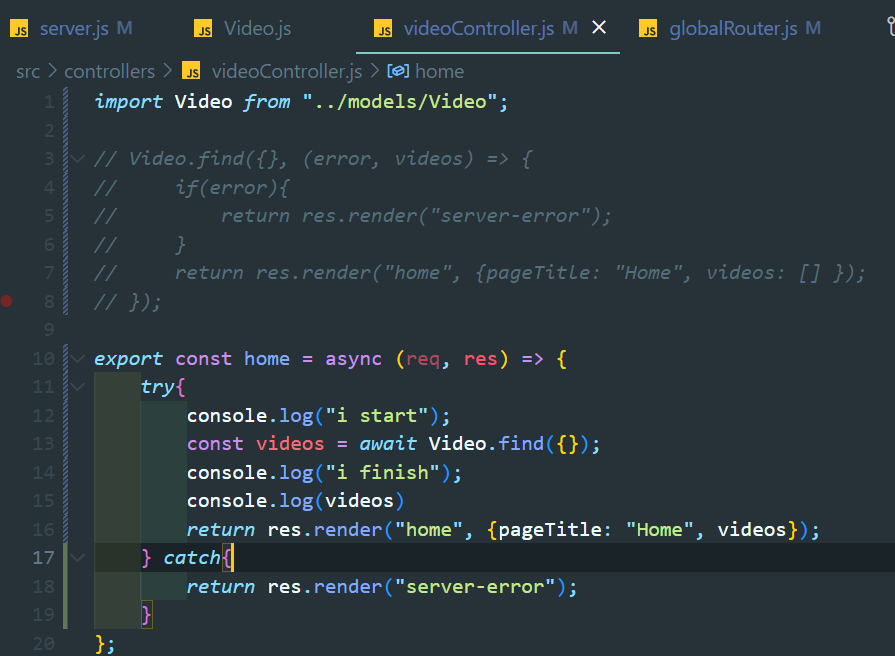 JS server.js M JS Video.js JS videoController.js M × JS globalRouter.js M
src > controllers > JS videoController.js > home
1 import Video from "../models/Video";
2
3 // Video.find({}, (error, videos) => {
4 //     if(error){
5 //         return res.render("server-error");
6 //     }
7 //     return res.render("home", {pageTitle: "Home", videos: [] });
8 // });
9
10 export const home = async (req, res) => {
11     try{
12         console.log("i start");
13         const videos = await Video.find({});
14         console.log("i finish");
15         console.log(videos)
16         return res.render("home", {pageTitle: "Home", videos});
17     } catch{
18         return res.render("server-error");
19     }
20 };